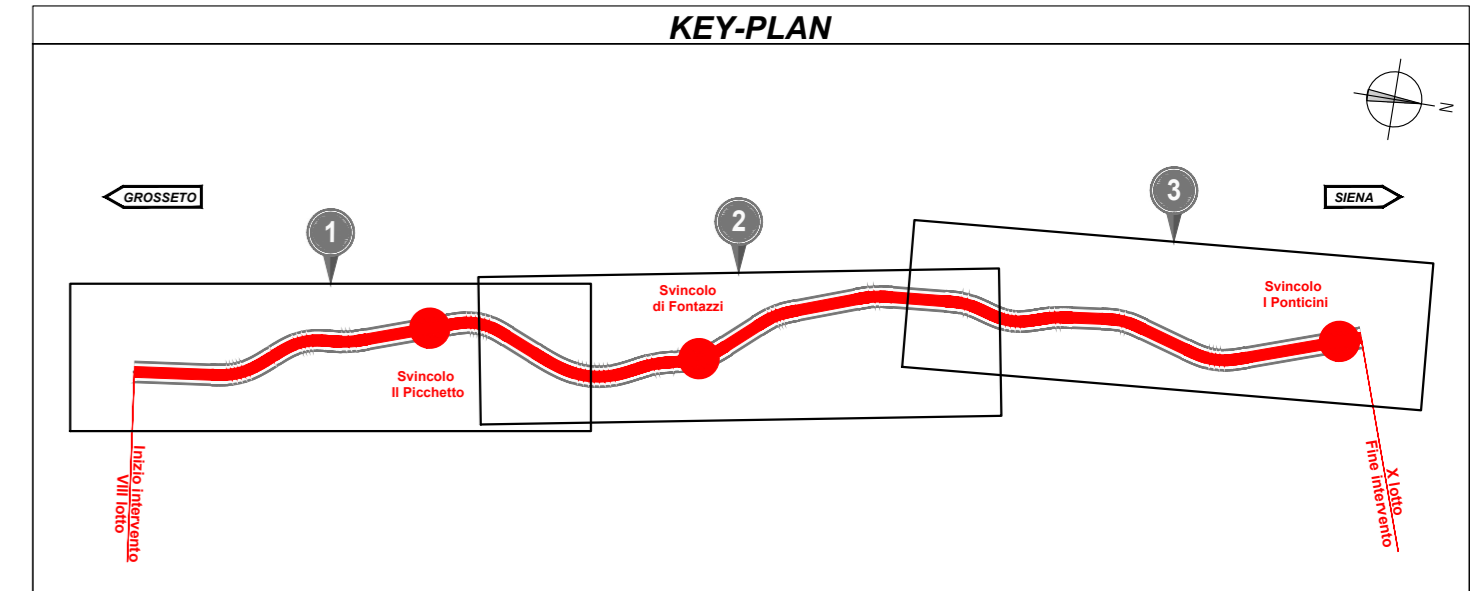 KEY-PLAN
N
GROSSETO
SIENA
1
2
3
Svincolo
Il Picchetto
Svincolo
di Fontazzi
Svincolo
I Ponticini
Inizio intervento
VIII lotto
X lotto
Fine intervento